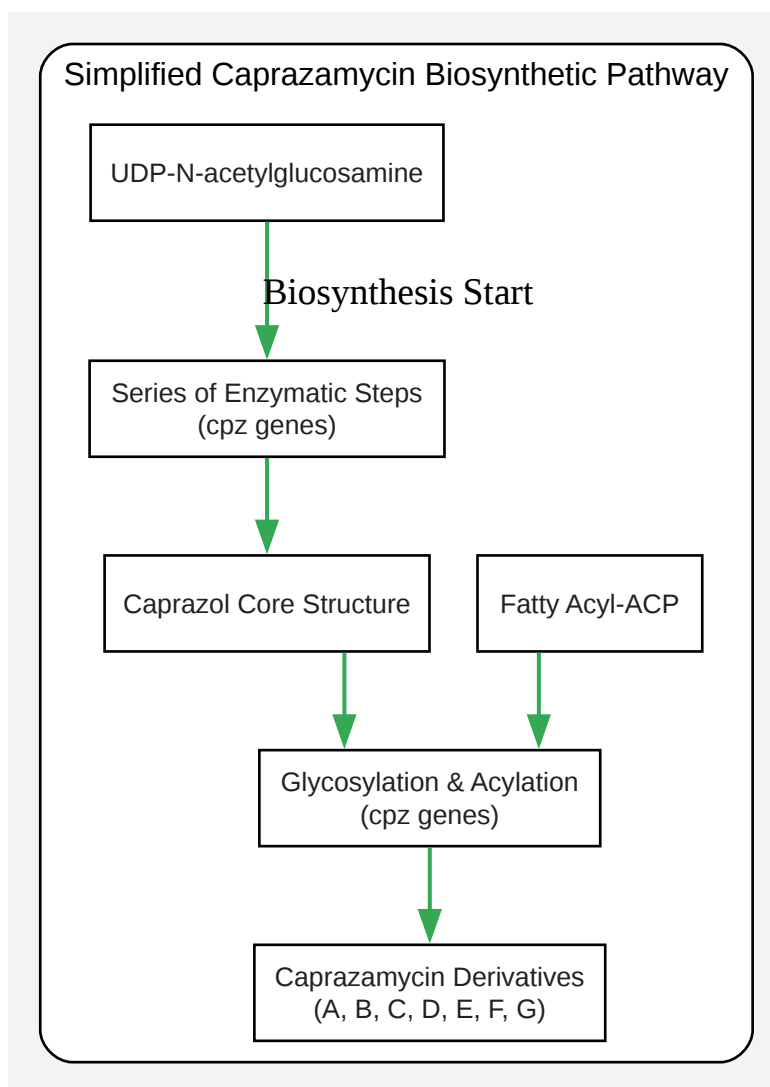 Simplified Caprazamycin Biosynthetic Pathway
UDP-N-acetylglucosamine
Biosynthesis Start
Series of Enzymatic Steps
(cpz genes)
Caprazol Core Structure
Fatty Acyl-ACP
Glycosylation & Acylation
(cpz genes)
Caprazamycin Derivatives
(A, B, C, D, E, F, G)